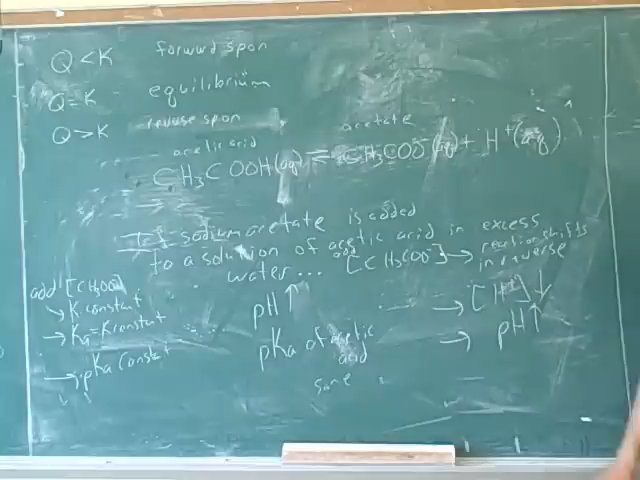 Q < K forward spon
Q = K equilibrium
Q > K reverse spon
acetic acid acetate
CH₃COOH(aq) ⇌ CH₃COO⁻(aq) + H⁺(aq)
If sodium acetate is added
to a solution of acetic acid in excess
water...
add [CH₃COO⁻] → reaction shifts
in reverse
→ [H⁺] ↓
→ pH ↑
pH ↑
pKa of acetic
acid
same
add [CH₃COO⁻]
↳ K constant
→ Ka = K constant
→ pKa constant